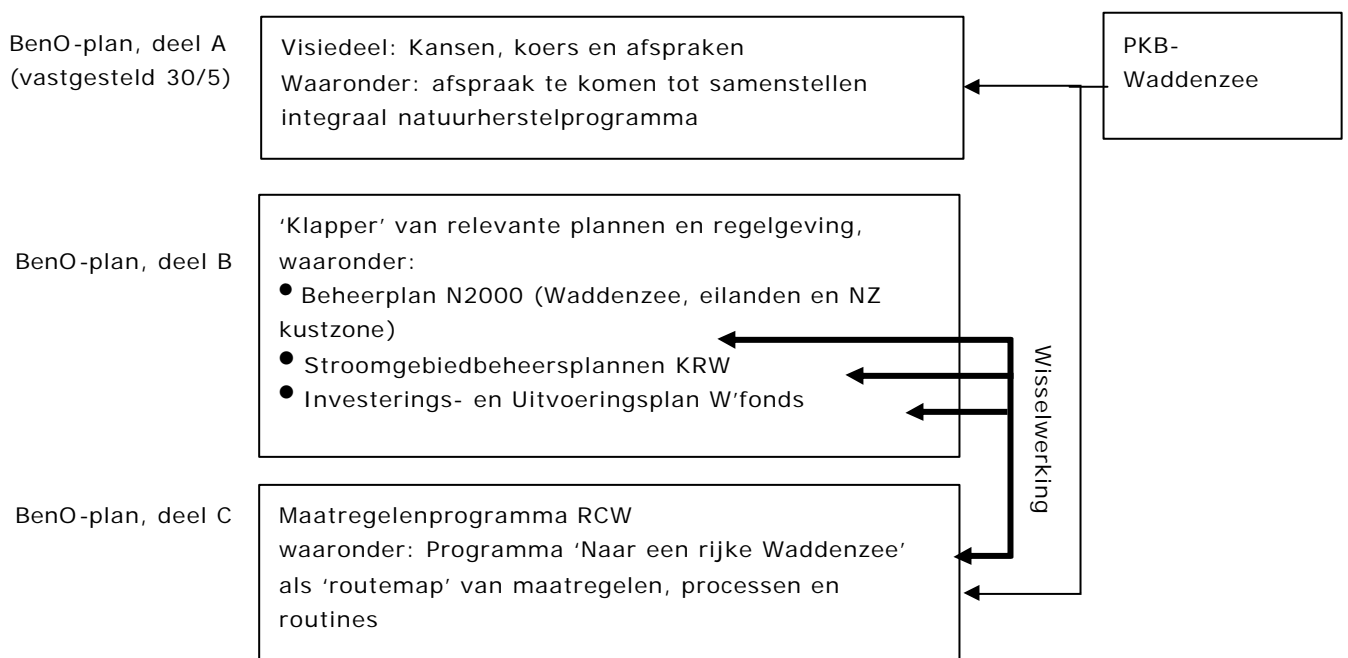 BenO-plan, deel A
(vastgesteld 30/5)
Visiedeel: Kansen, koers en afspraken
Waaronder: afspraak te komen tot samenstellen
integraal natuurherstelprogramma
PKB-
Waddenzee
BenO-plan, deel B
‘Klapper’ van relevante plannen en regelgeving,
waaronder:
● Beheerplan N2000 (Waddenzee, eilanden en NZ
kustzone)
● Stroomgebiedbeheersplannen KRW
● Investerings- en Uitvoeringsplan W’fonds
Wisselwerking
BenO-plan, deel C
Maatregelenprogramma RCW
waaronder: Programma ‘Naar een rijke Waddenzee’
als ‘routemap’ van maatregelen, processen en
routines